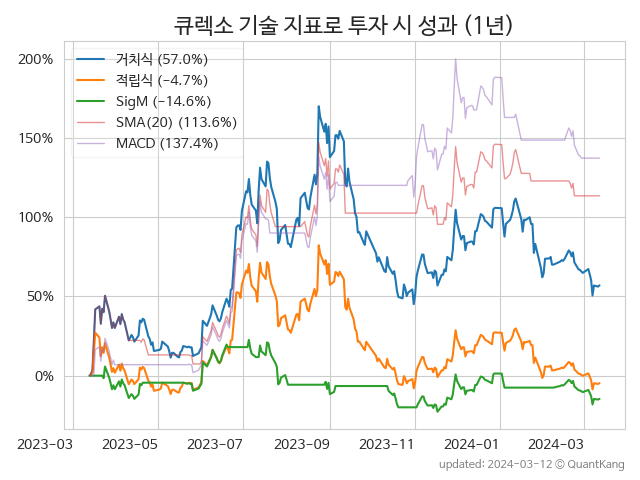 큐렉소 기술 지표로 투자 시 성과 (1년)
200%
150%
100%
50%
0%
거치식 (57.0%)
적립식 (−4.7%)
SigM (−14.6%)
SMA(20) (113.6%)
MACD (137.4%)
2023-03
2023-05
2023-07
2023-09
2023-11
2024-01
2024-03
updated: 2024-03-12 ⓒ QuantKang